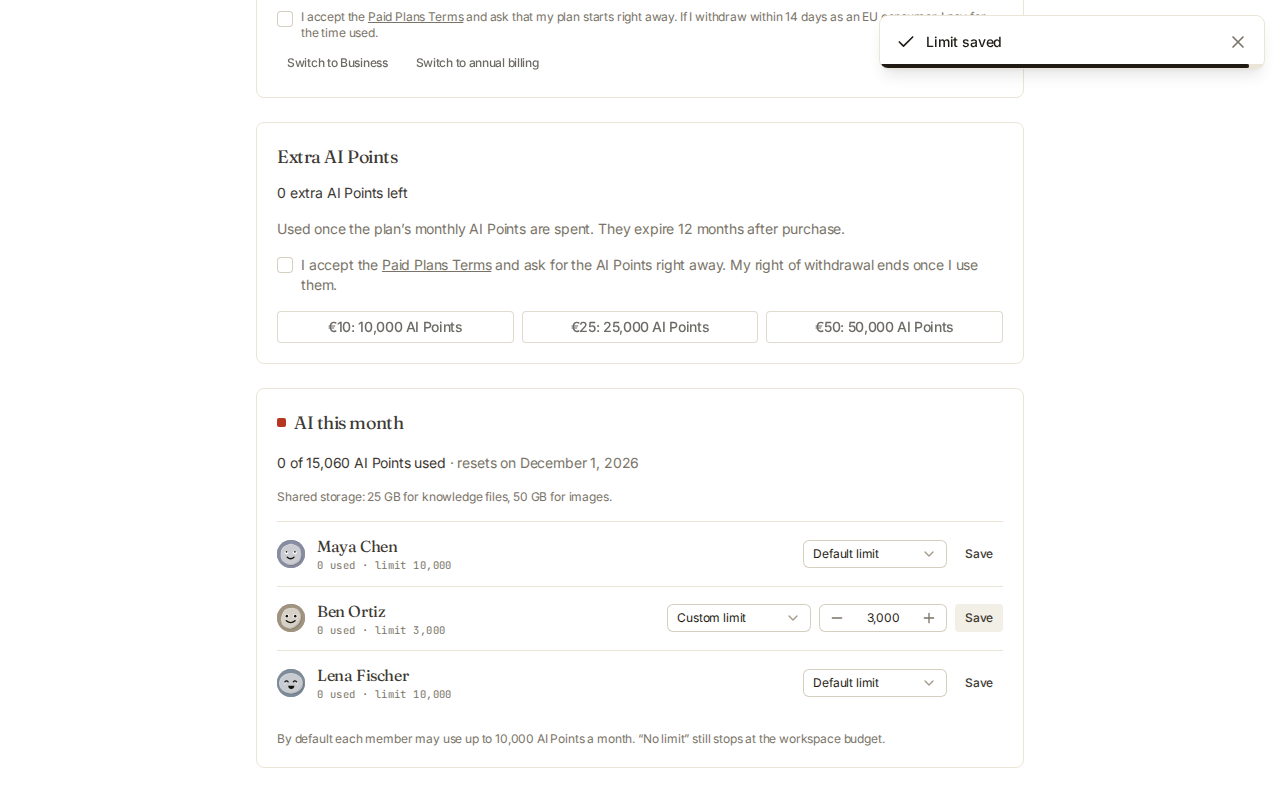 I accept the Paid Plans Terms and ask that my plan starts right away. If I withdraw within 14 days as an EU
the time used.
Switch to Business
Switch to annual billing
Limit saved
Extra AI Points
0 extra AI Points left
Used once the plan’s monthly AI Points are spent. They expire 12 months after purchase.
I accept the Paid Plans Terms and ask for the AI Points right away. My right of withdrawal ends once I use
them.
€10: 10,000 AI Points
€25: 25,000 AI Points
€50: 50,000 AI Points
AI this month
0 of 15,060 AI Points used · resets on December 1, 2026
Shared storage: 25 GB for knowledge files, 50 GB for images.
Maya Chen
0 used · limit 10,000
Default limit
Save
Ben Ortiz
0 used · limit 3,000
Custom limit
3,000
Save
Lena Fischer
0 used · limit 10,000
Default limit
Save
By default each member may use up to 10,000 AI Points a month. “No limit” still stops at the workspace budget.